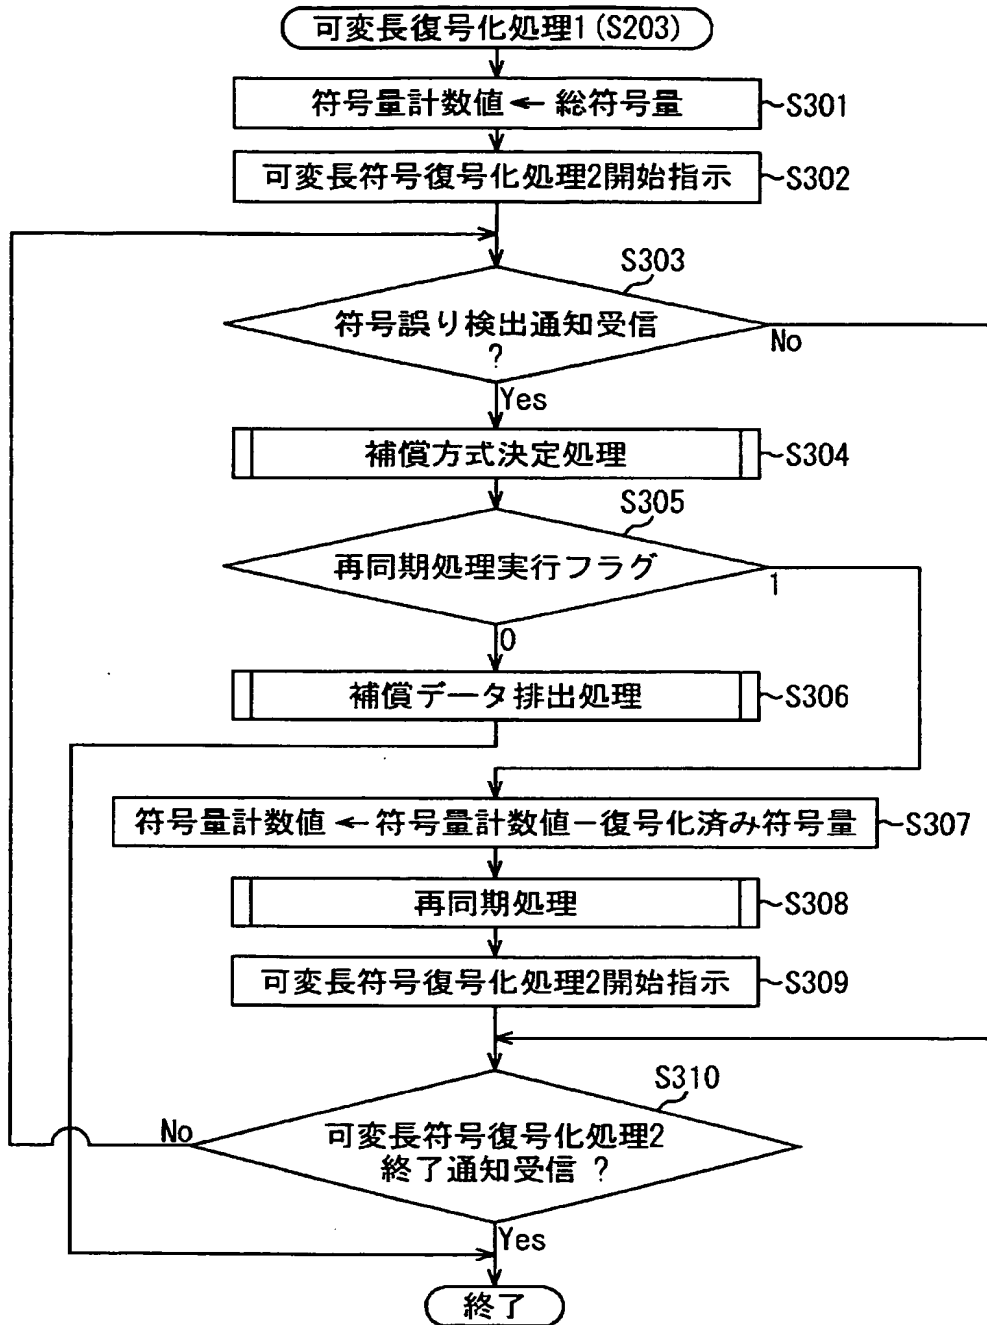 可変長復号化処理1(S203)
符号量計数値←総符号量
~S301
可変長符号復号化処理2開始指示
~S302
S303
符号誤り検出通知受信
?
No
Yes
補償方式決定処理
~S304
S305
再同期処理実行フラグ
1
0
補償データ排出処理
~S306
符号量計数値←符号量計数値−復号化済み符号量
~S307
再同期処理
~S308
可変長符号復号化処理2開始指示
~S309
S310
可変長符号復号化処理2
終了通知受信?
No
Yes
終了